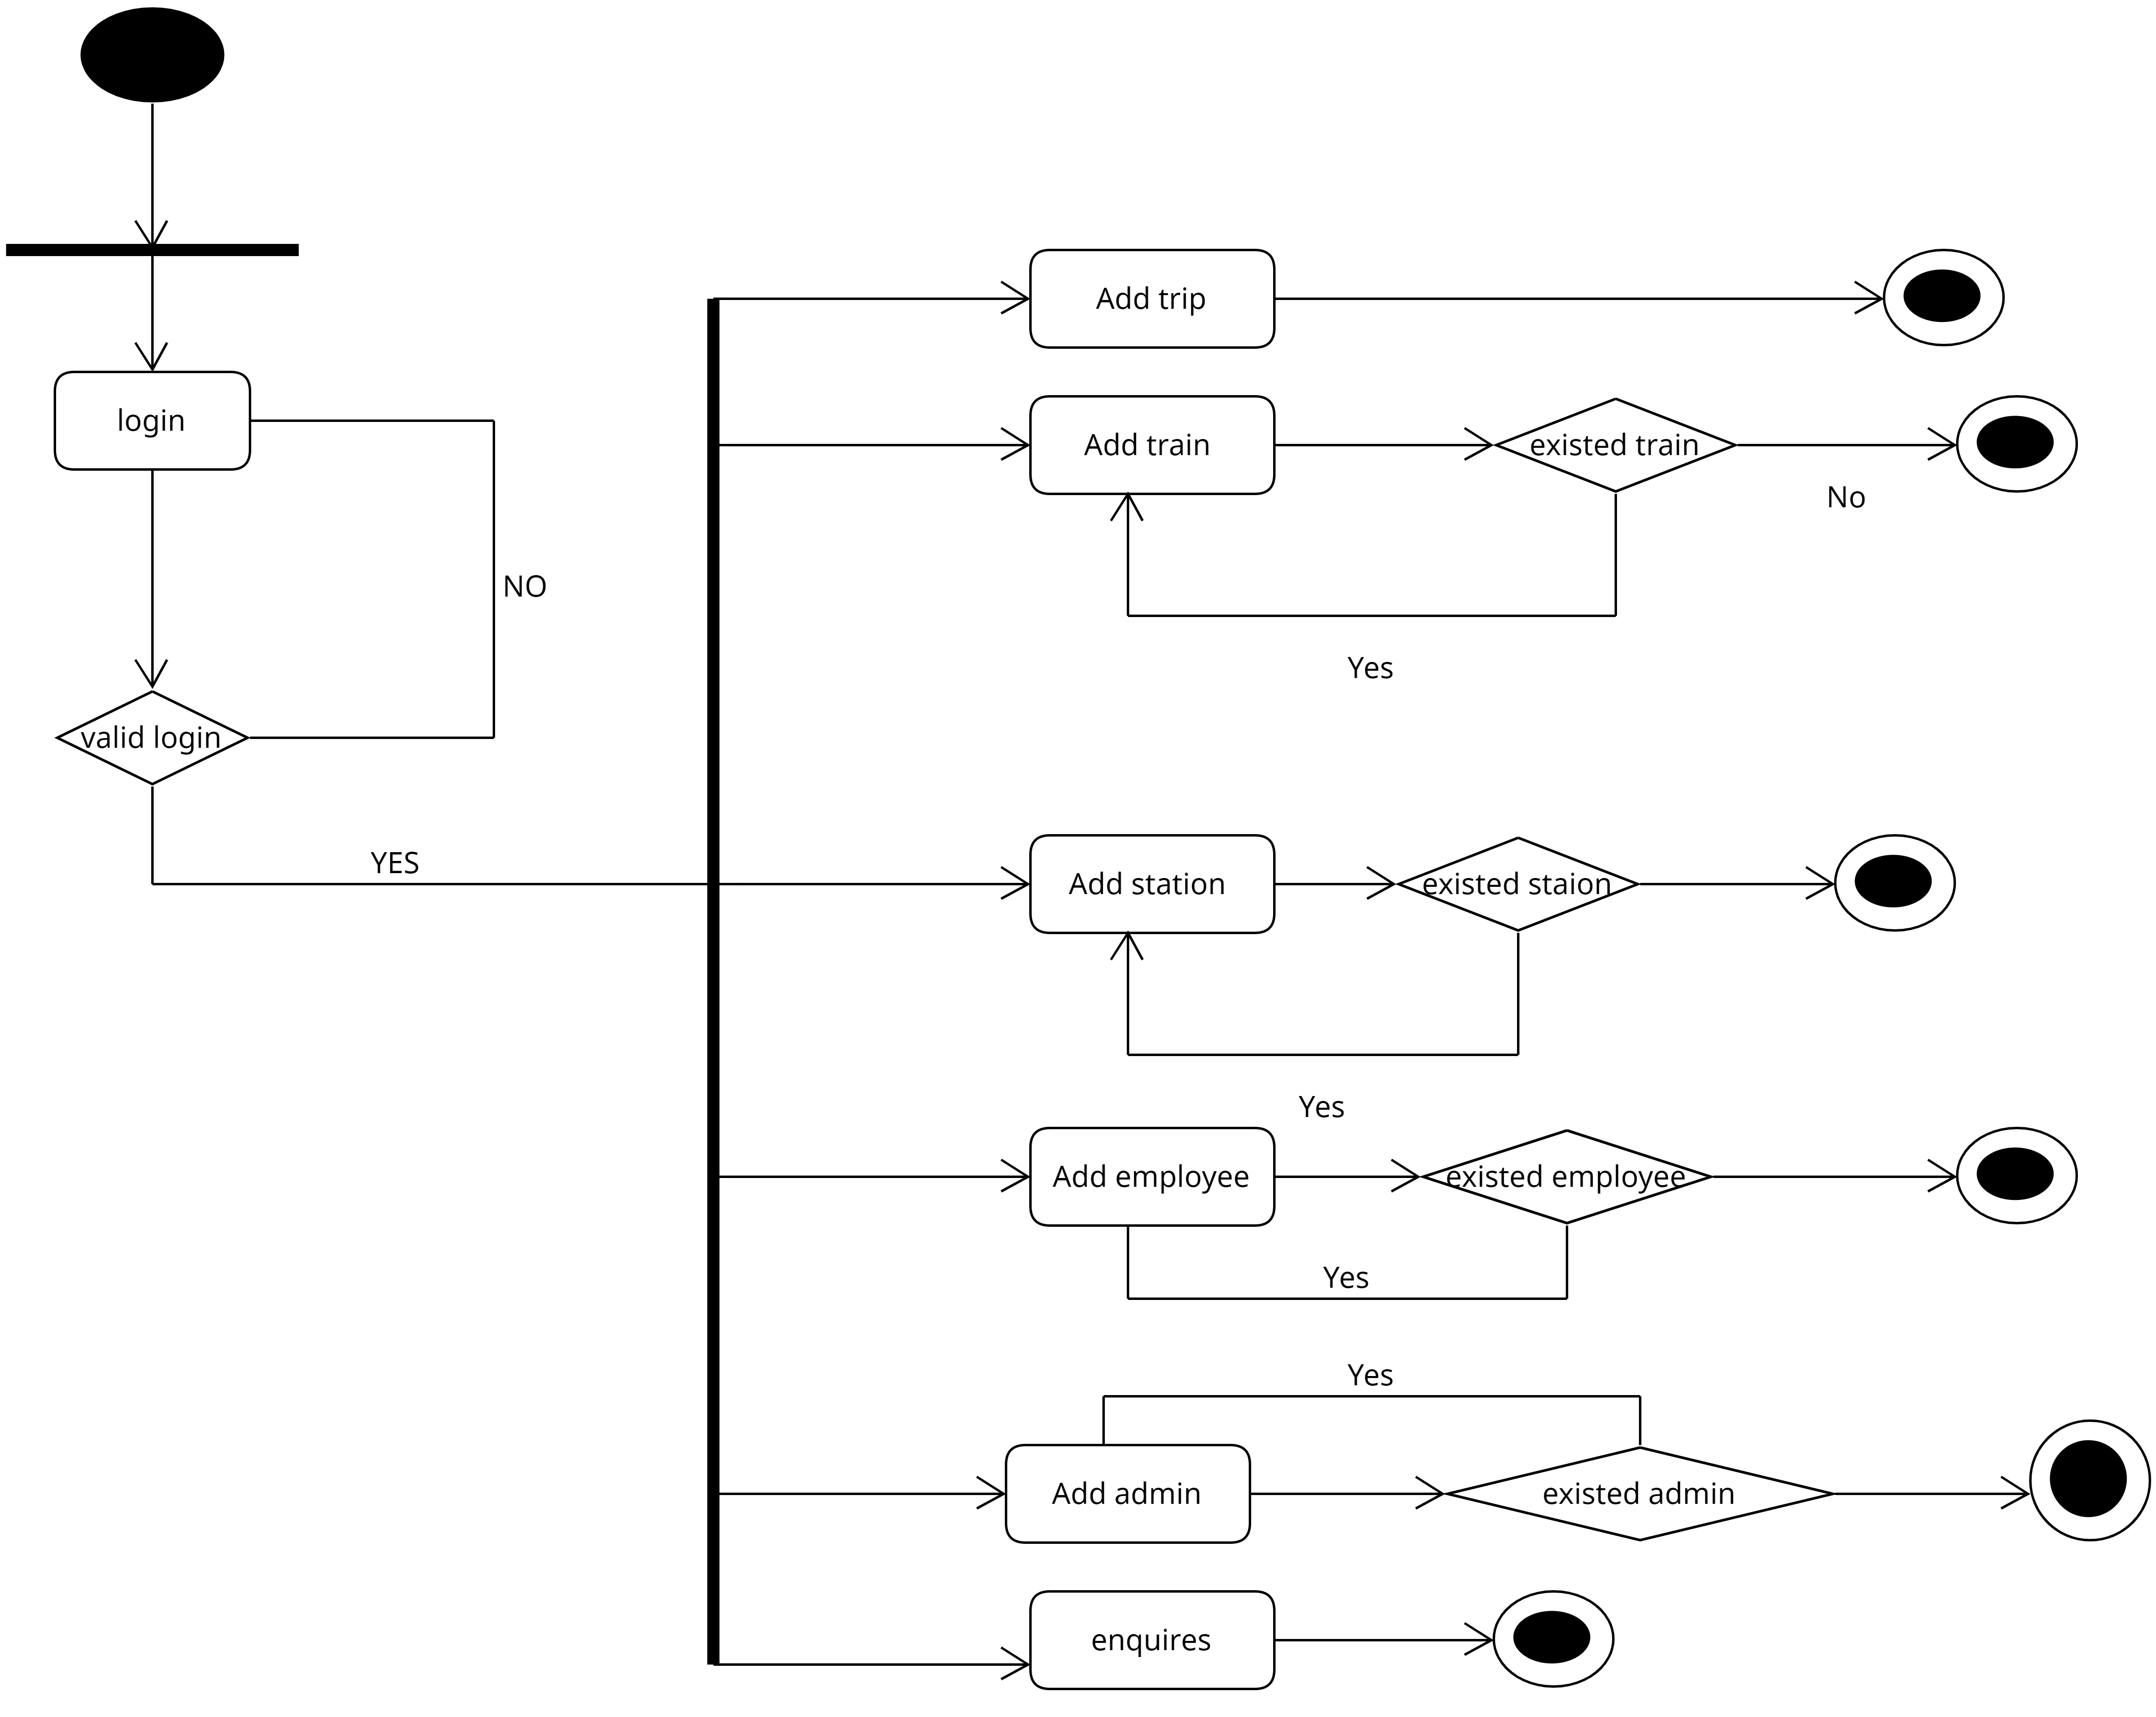 Add trip
login
Add train
existed train
No
NO
Yes
valid login
YES
Add station
existed staion
Yes
Add employee
existed employee
Yes
Yes
Add admin
existed admin
enquires